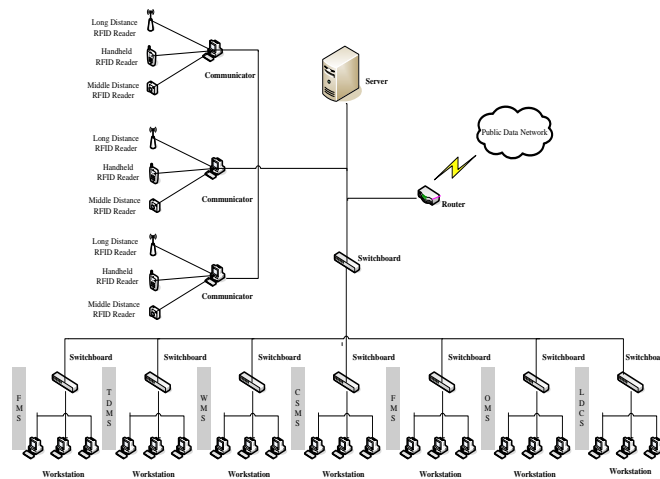 Long Distance
RFID Reader
Handheld
RFID Reader
Middle Distance
RFID Reader
Communicator
Server
Public Data Network
Long Distance
RFID Reader
Handheld
RFID Reader
Middle Distance
RFID Reader
Communicator
Router
Long Distance
RFID Reader
Handheld
RFID Reader
Middle Distance
RFID Reader
Communicator
Switchboard
Switchboard
Switchboard
Switchboard
Switchboard
Switchboard
Switchboard
Switchboa
FMS
TDMS
WMS
CSMS
FMS
OMS
LDCS
Workstation
Workstation
Workstation
Workstation
Workstation
Workstation
Workstation